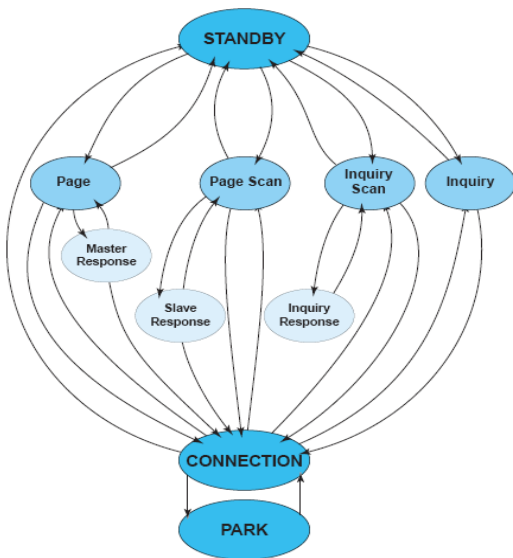 STANDBY
Page
Page Scan
Inquiry
Scan
Inquiry
Master
Response
Slave
Response
Inquiry
Response
CONNECTION
PARK